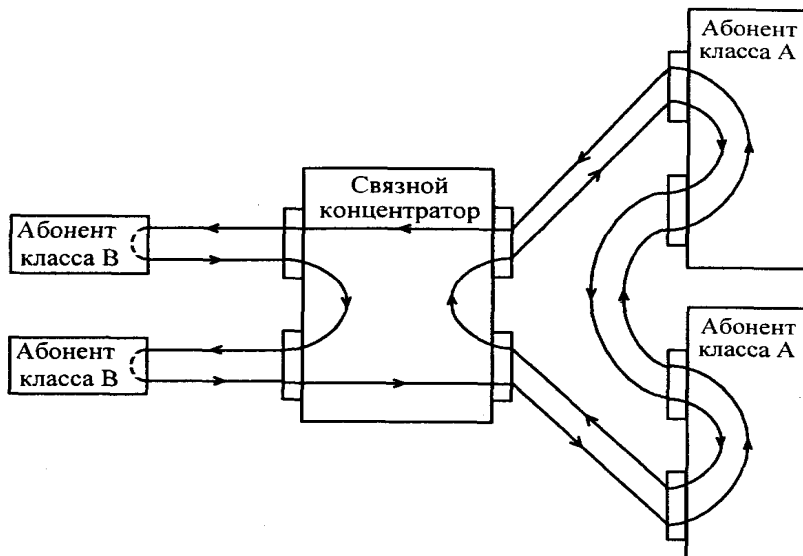 Абонент
класса А
Связной
концентратор
Абонент
класса В
Абонент
класса В
Абонент
класса А